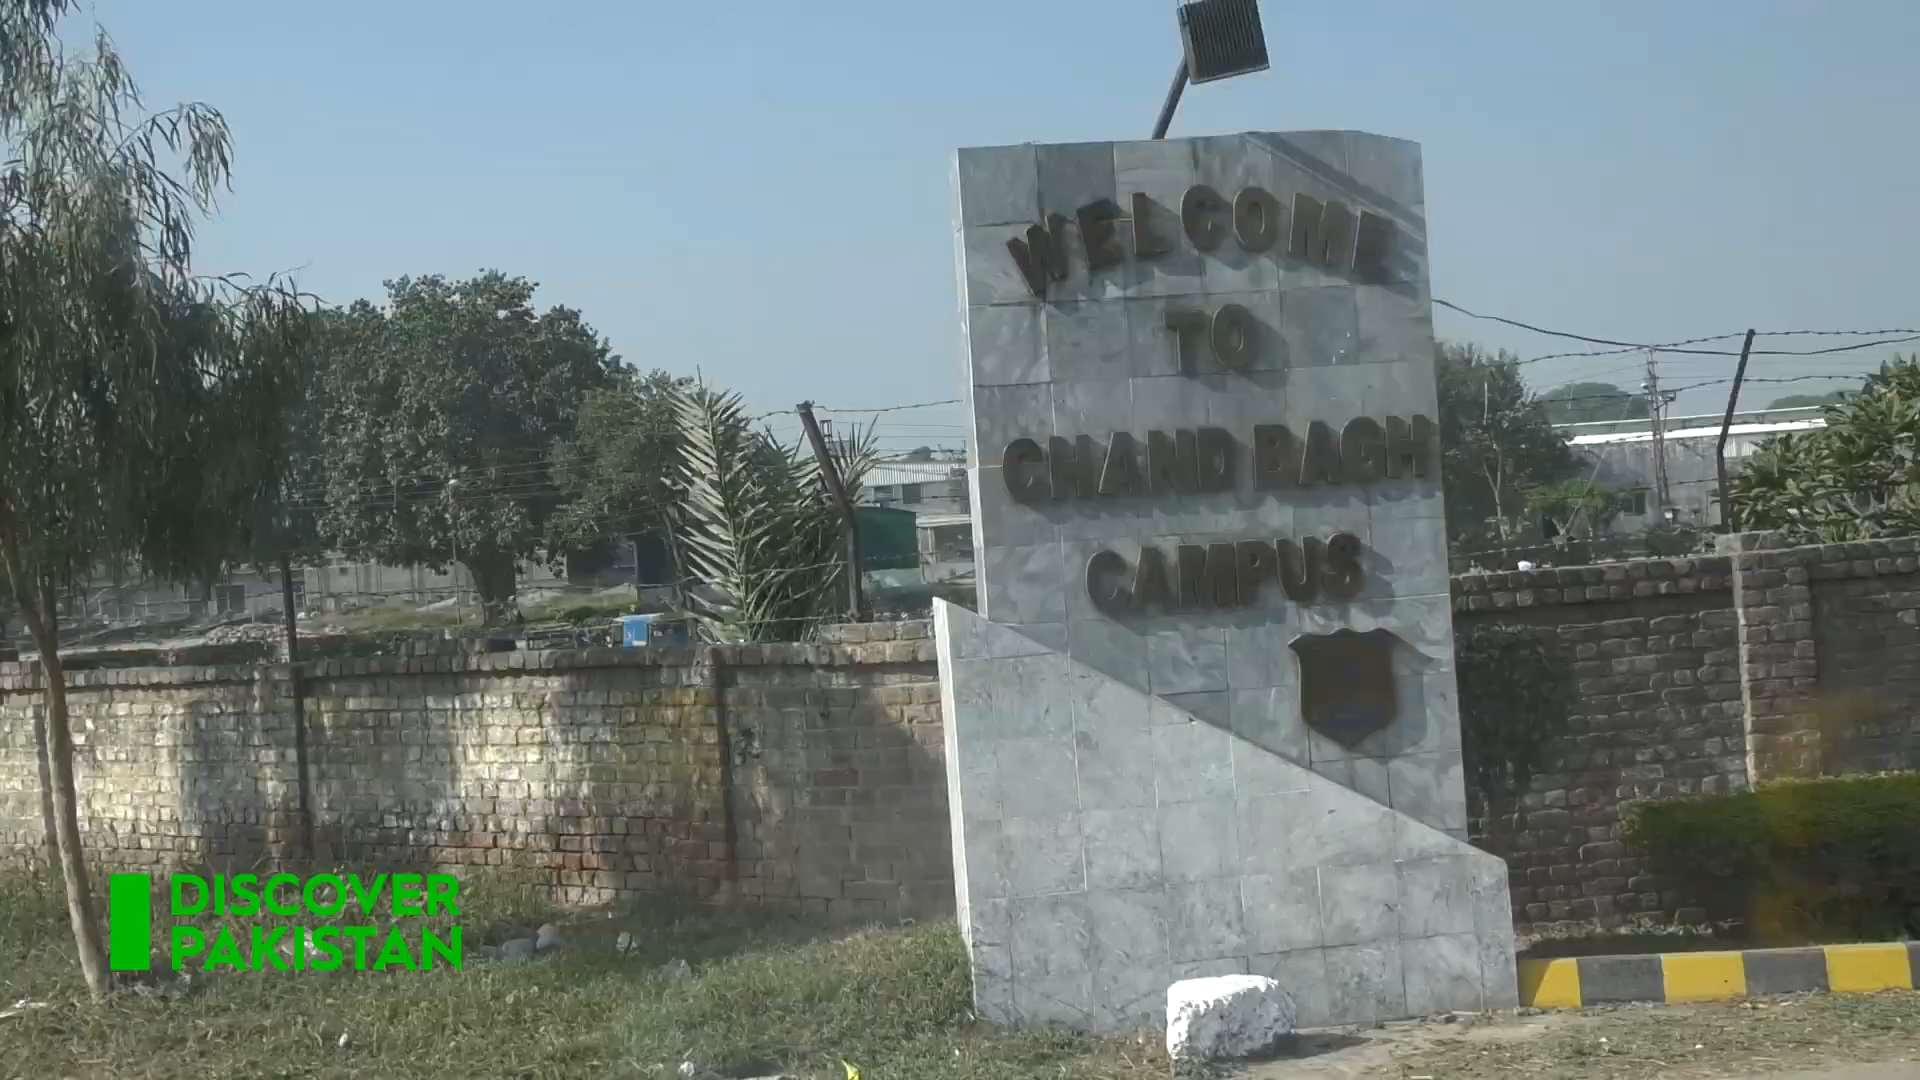 WELCOME
TO
CHAND BAGH
CAMPUS
DISCOVER
PAKISTAN